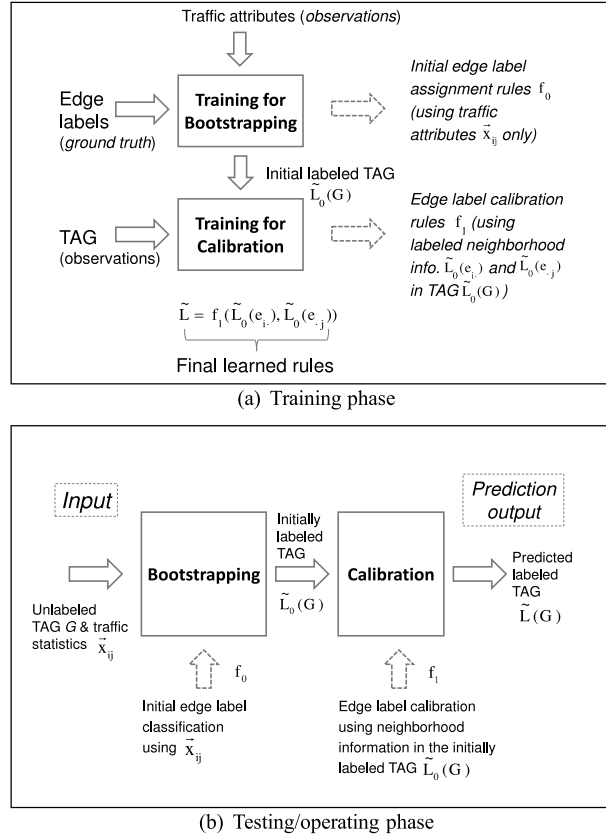 Traffic attributes (observations)
Edge
labels
(ground truth)
Training for
Bootstrapping
Initial edge label
assignment rules f₀
(using traffic
attributes x⃗ᵢⱼ only)
Initial labeled TAG
L̃₀(G)
TAG
(observations)
Training for
Calibration
Edge label calibration
rules f₁ (using
labeled neighborhood
info. L̃₀(eᵢ.) and L̃₀(e.ⱼ)
in TAG L̃₀(G) )
L̃ = f₁(L̃₀(eᵢ.), L̃₀(e.ⱼ))
Final learned rules
(a) Training phase
Input
Prediction
output
Initially
labeled
TAG
L̃₀(G)
Bootstrapping
Calibration
Predicted
labeled
TAG
L̃(G)
Unlabeled
TAG G & traffic
statistics x⃗ᵢⱼ
f₀
f₁
Initial edge label
classification
using x⃗ᵢⱼ
Edge label calibration
using neighborhood
information in the initially
labeled TAG L̃₀(G)
(b) Testing/operating phase